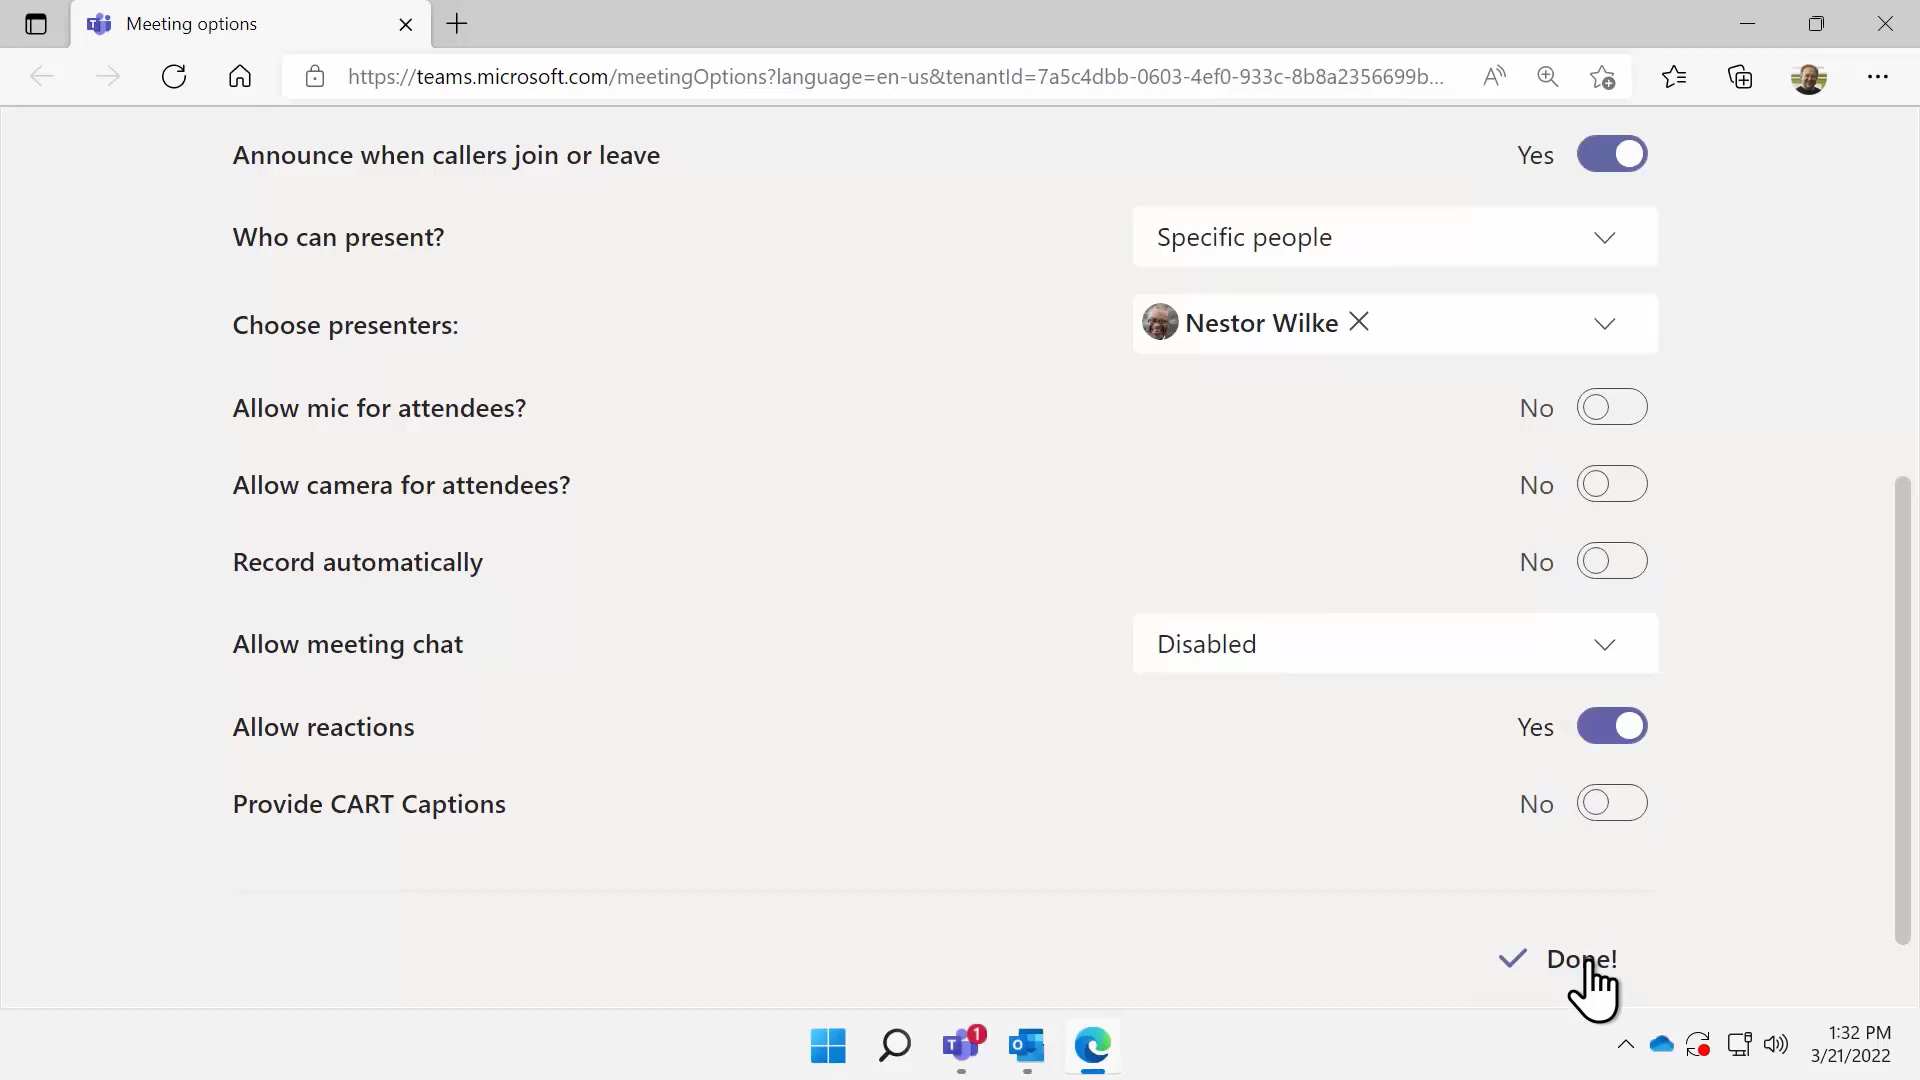 Meeting options
https://teams.microsoft.com/meetingOptions?language=en-us&tenantId=7a5c4dbb-0603-4ef0-933c-8b8a2356699b...
Announce when callers join or leave Yes
Who can present? Specific people
Choose presenters: Nestor Wilke
Allow mic for attendees? No
Allow camera for attendees? No
Record automatically No
Allow meeting chat Disabled
Allow reactions Yes
Provide CART Captions No
Done!
1
1:32 PM
3/21/2022